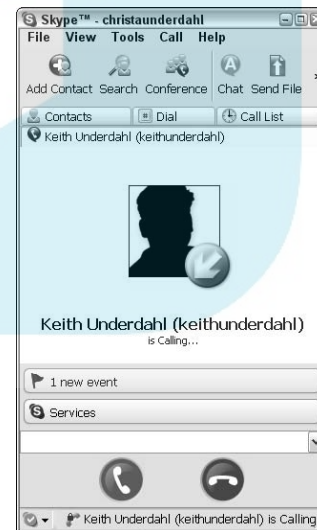 Skype™ - christaunderdahl
File View Tools Call Help
Add Contact Search Conference Chat Send File
Contacts Dial Call List
Keith Underdahl (keithunderdahl)
Keith Underdahl (keithunderdahl)
is Calling...
1 new event
Services
Keith Underdahl (keithunderdahl) is Calling